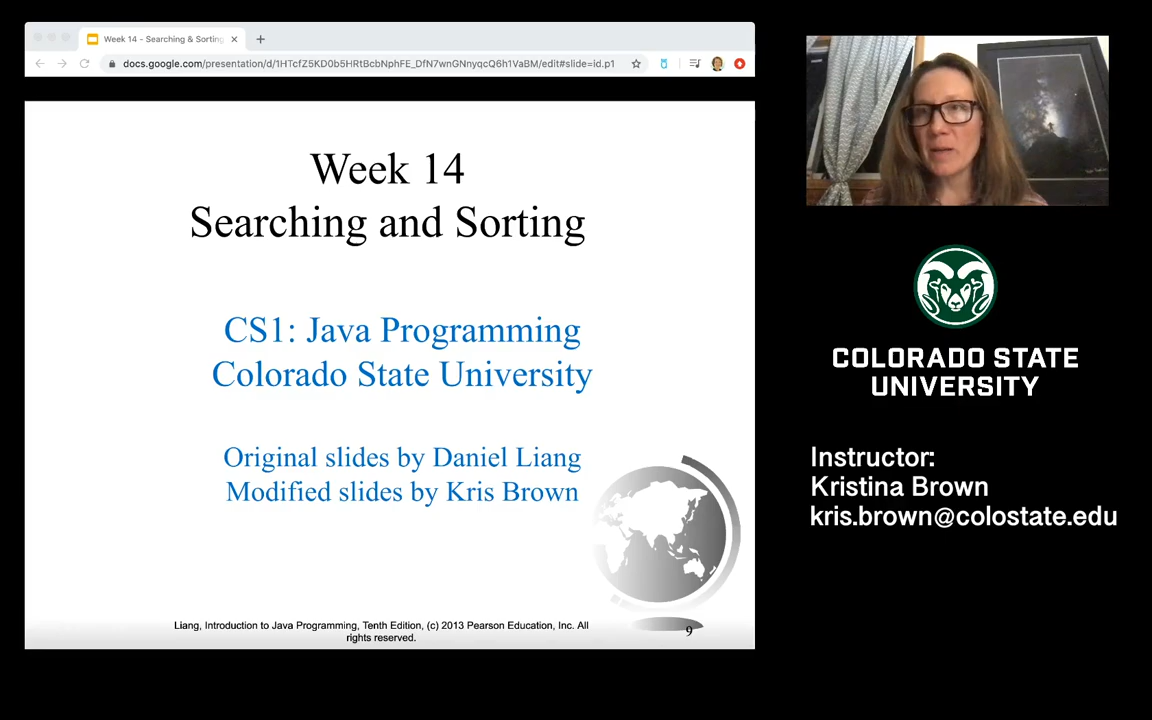 Week 14 - Searching & Sorting
docs.google.com/presentation/d/1HTcfZ5KD0b5HRtBcbNphFE_DfN7wnGNnyqcQ6h1VaBM/edit#slide=id.p1
Week 14
Searching and Sorting
CS1: Java Programming
Colorado State University
Original slides by Daniel Liang
Modified slides by Kris Brown
Liang, Introduction to Java Programming, Tenth Edition, (c) 2013 Pearson Education, Inc. All
rights reserved.
9
COLORADO STATE
UNIVERSITY
Instructor:
Kristina Brown
kris.brown@colostate.edu